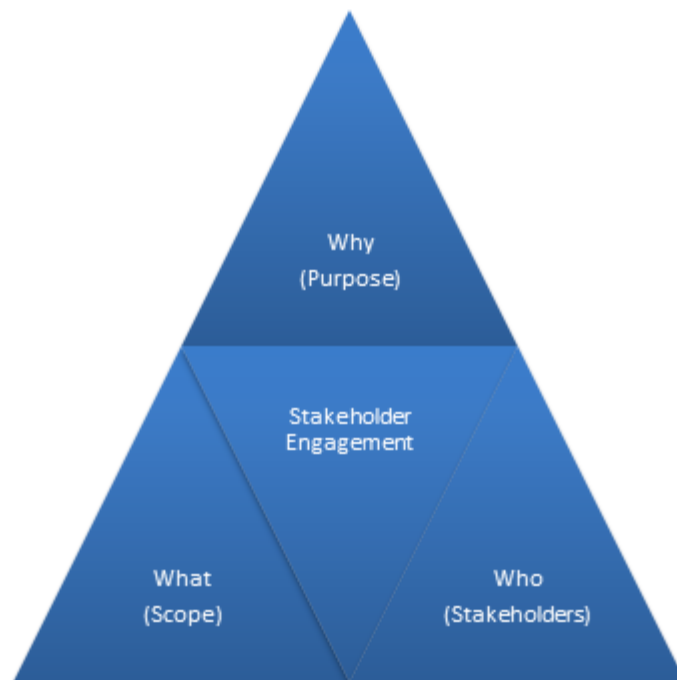 Why
(Purpose)
Stakeholder
Engagement
What
(Scope)
Who
(Stakeholders)